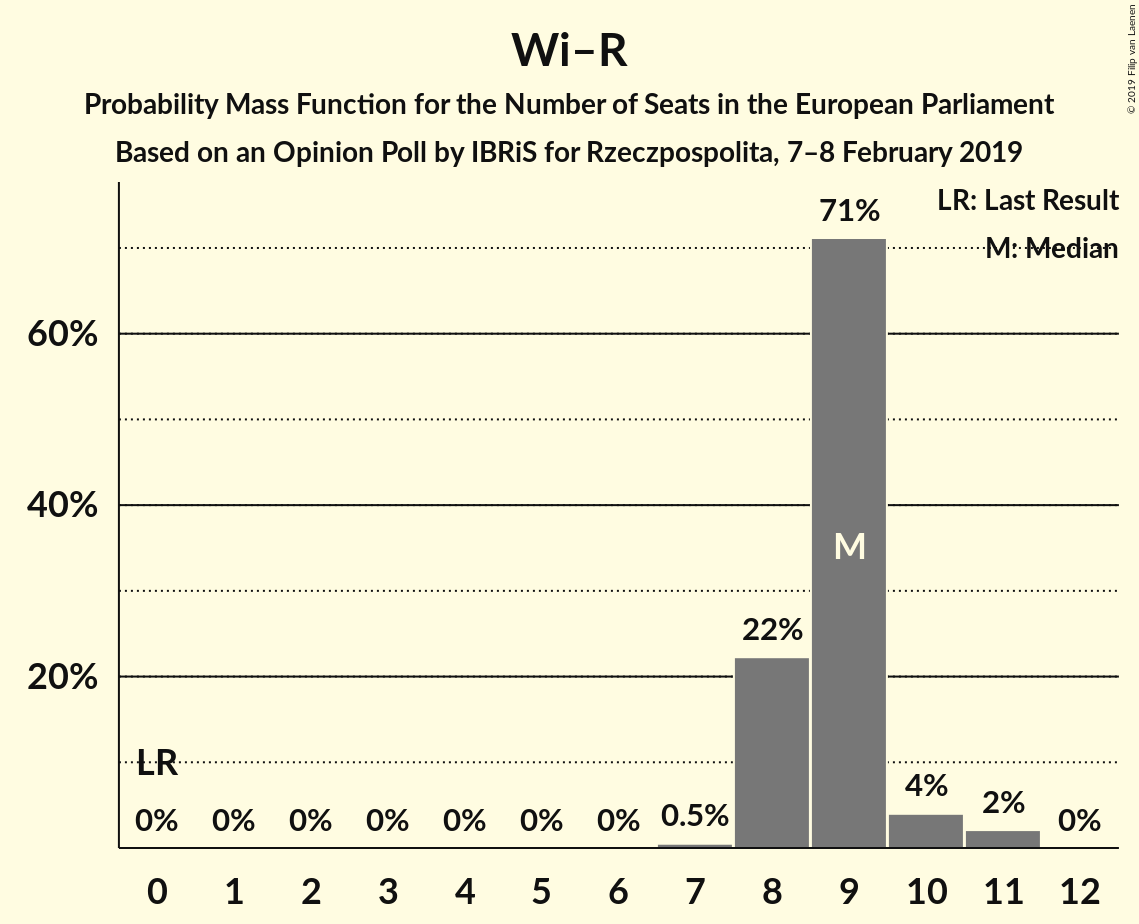 Wi–R
Probability Mass Function for the Number of Seats in the European Parliament
Based on an Opinion Poll by IBRiS for Rzeczpospolita, 7–8 February 2019
© 2019 Filip van Laenen
LR: Last Result
M: Median
60%
40%
20%
LR
M
0% 0% 0% 0% 0% 0% 0% 0.5% 22% 71% 4% 2% 0%
0 1 2 3 4 5 6 7 8 9 10 11 12